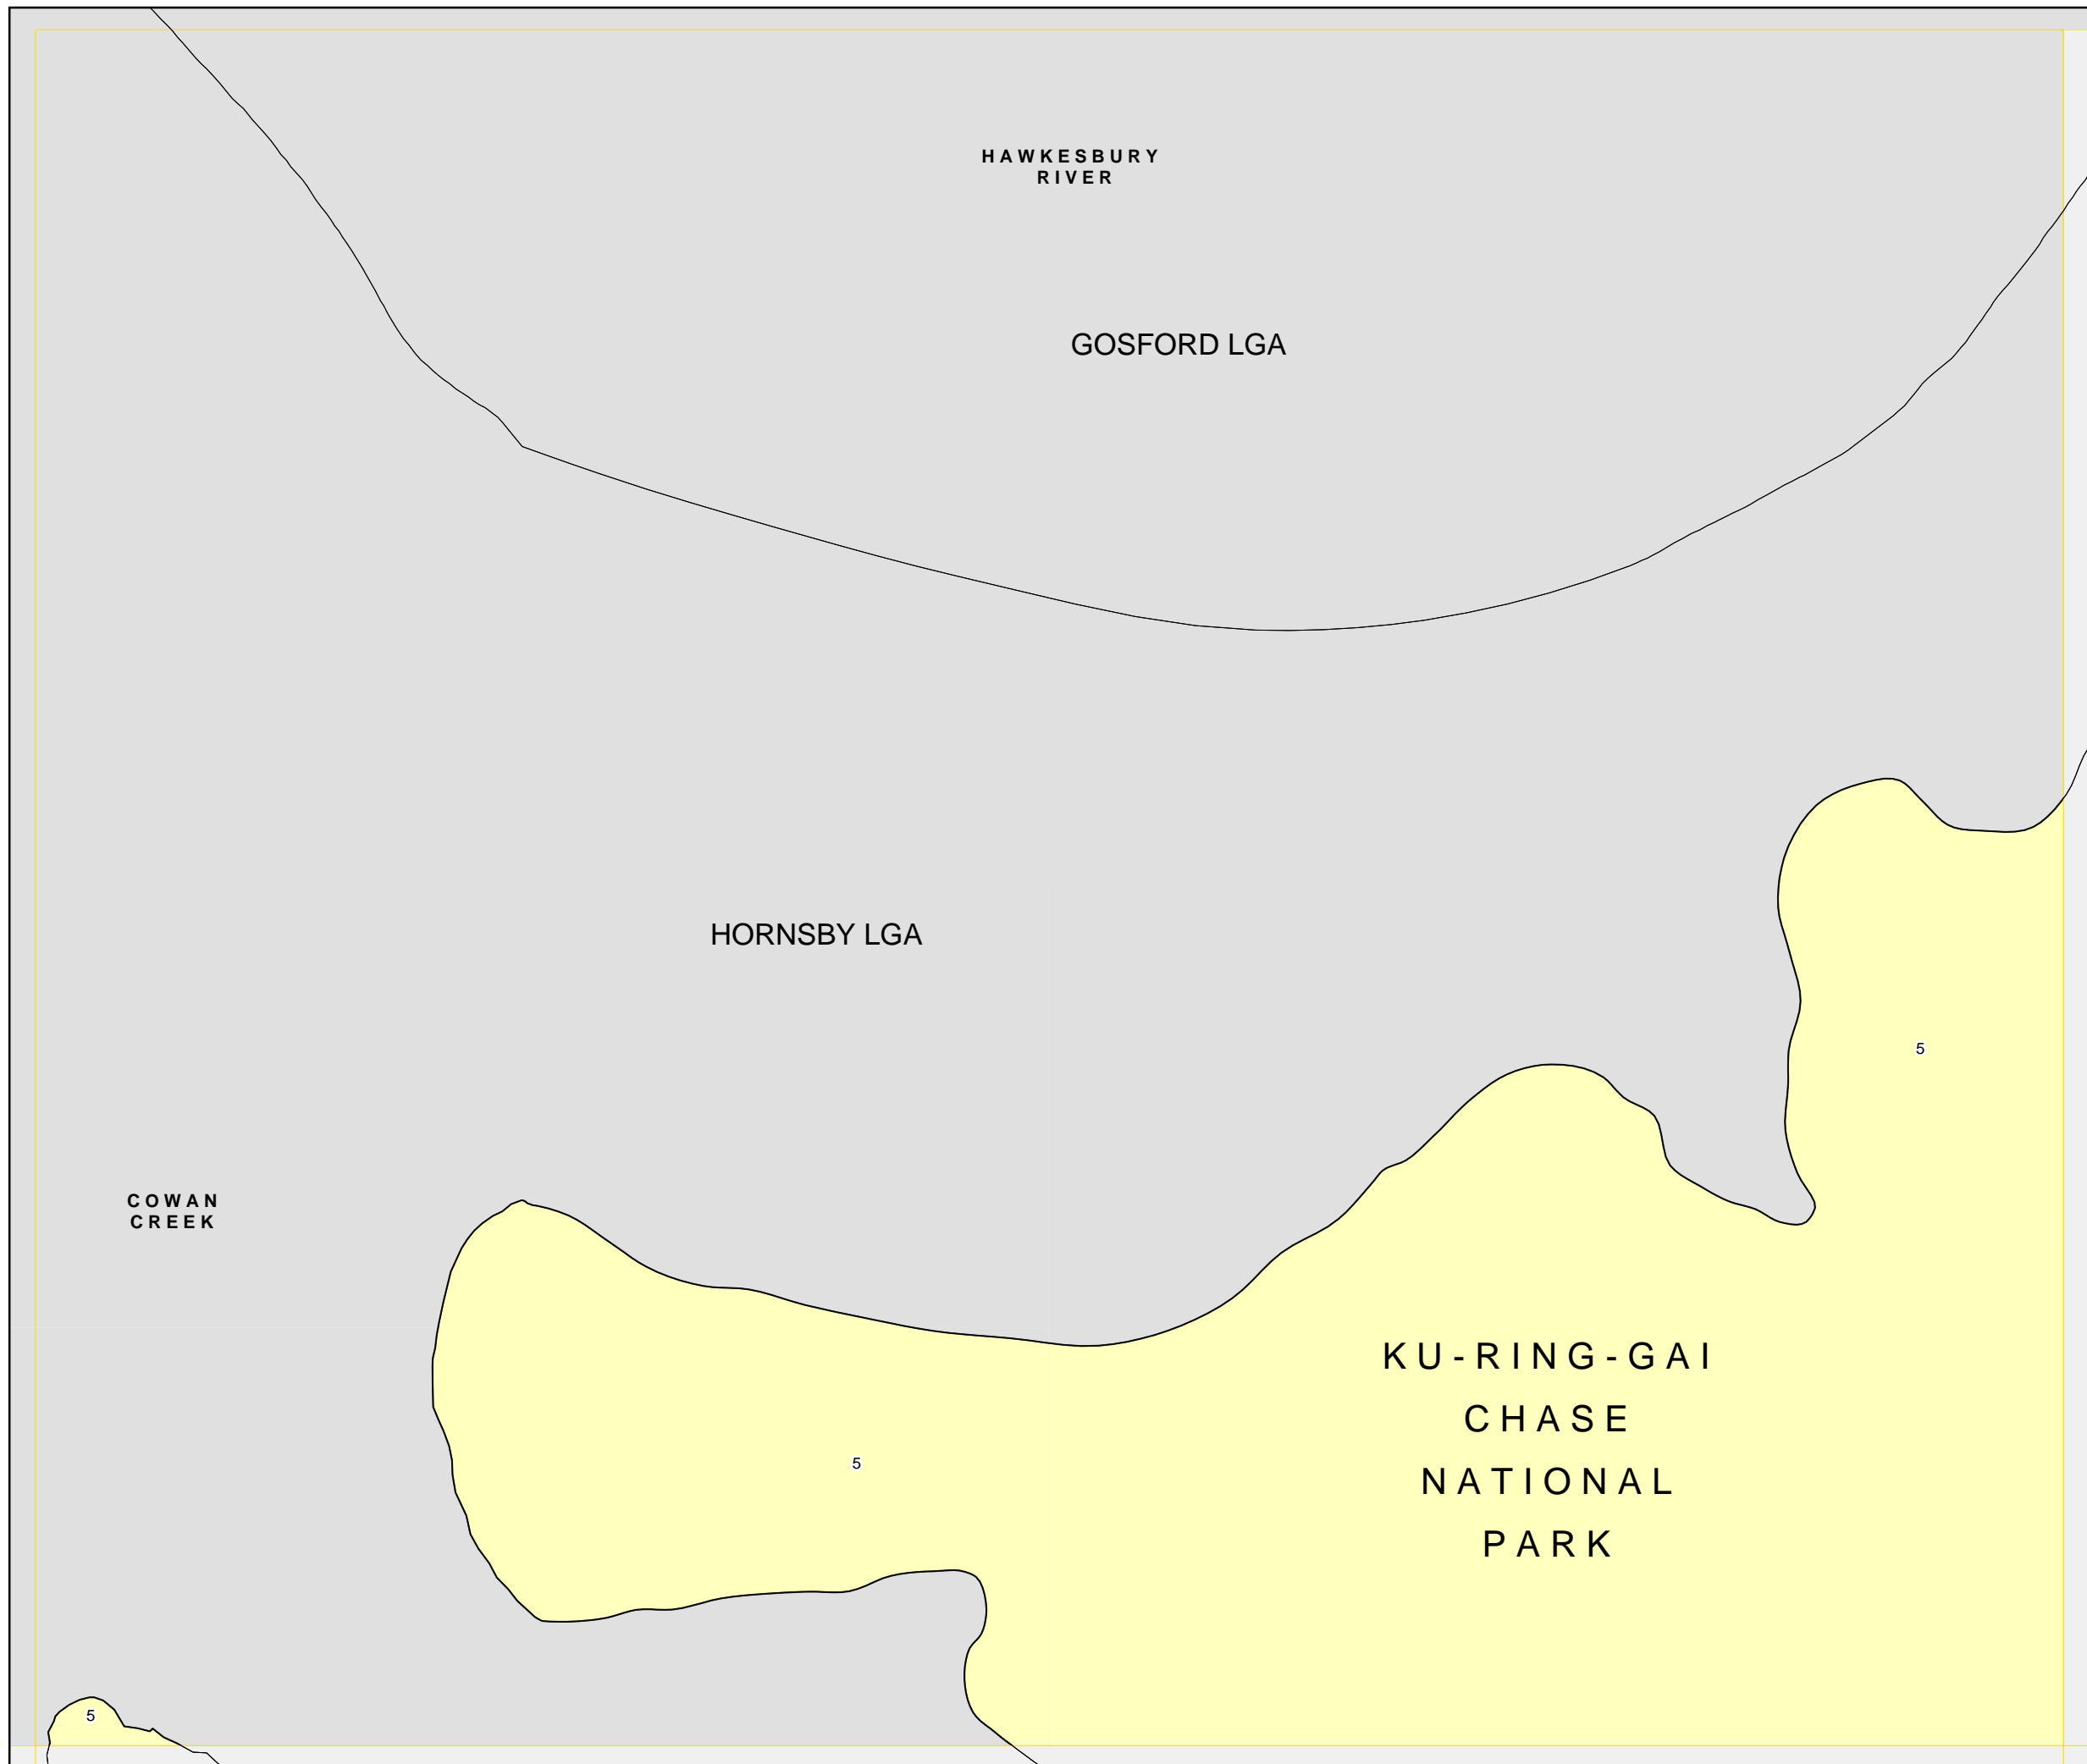 HAWKESBURY
RIVER
GOSFORD LGA
HORNSBY LGA
5
COWAN
CREEK
KU-RING-GAI
CHASE
NATIONAL
PARK
5
5